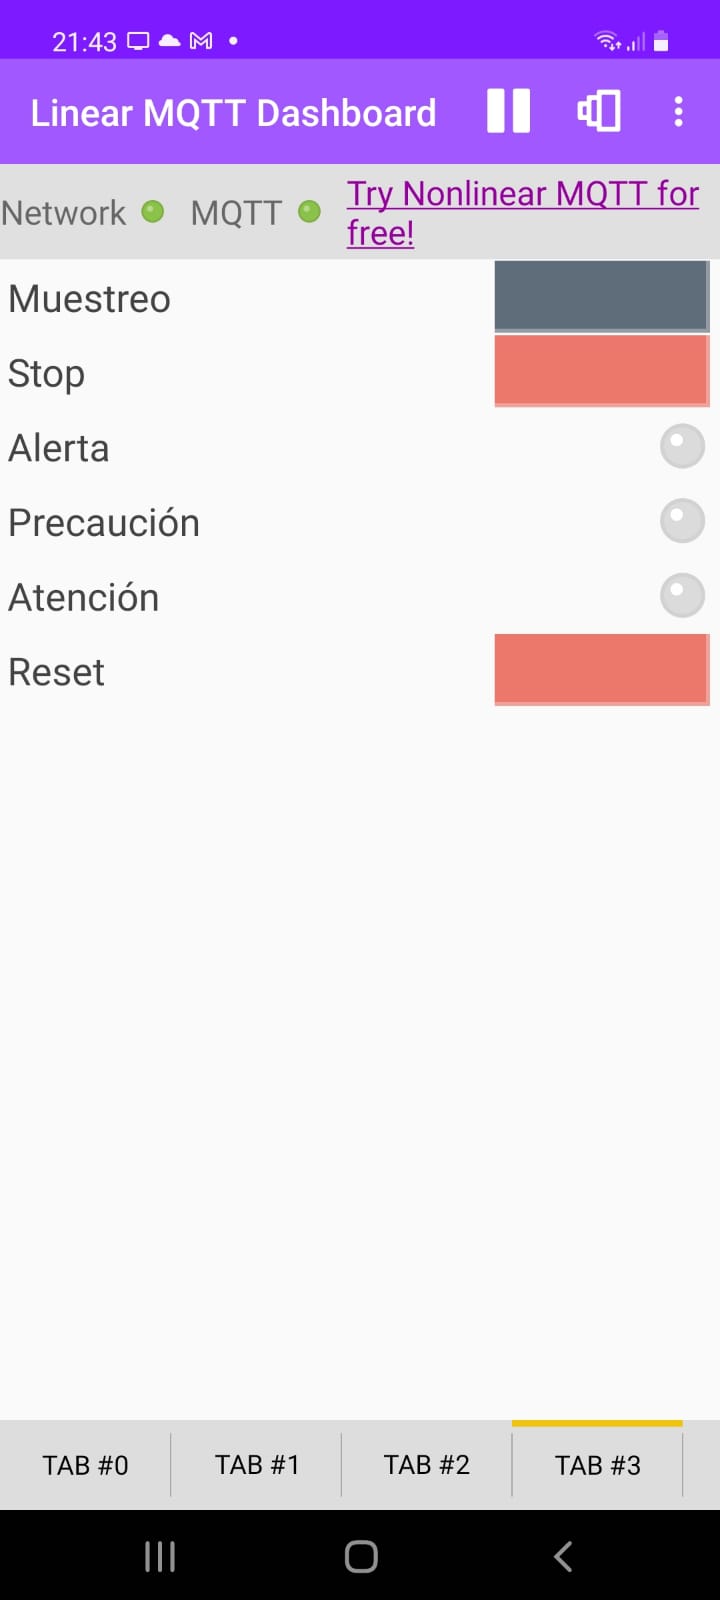 21:43
Linear MQTT Dashboard
Network
MQTT
Try Nonlinear MQTT for
free!
Muestreo
Stop
Alerta
Precaución
Atención
Reset
TAB #0
TAB #1
TAB #2
TAB #3